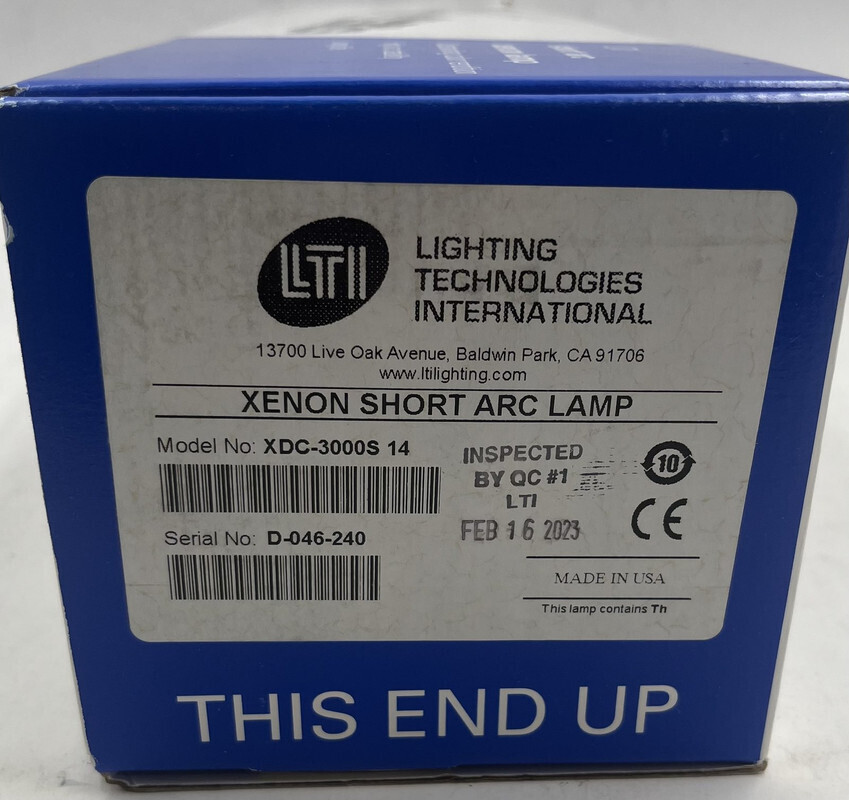 LTI
LIGHTING
TECHNOLOGIES
INTERNATIONAL
13700 Live Oak Avenue, Baldwin Park, CA 91706
www.ltilighting.com
XENON SHORT ARC LAMP
Model No: XDC-3000S 14
INSPECTED
BY QC #1
LTI
FEB 16 2023
10
CE
Serial No: D-046-240
MADE IN USA
This lamp contains Th
THIS END UP